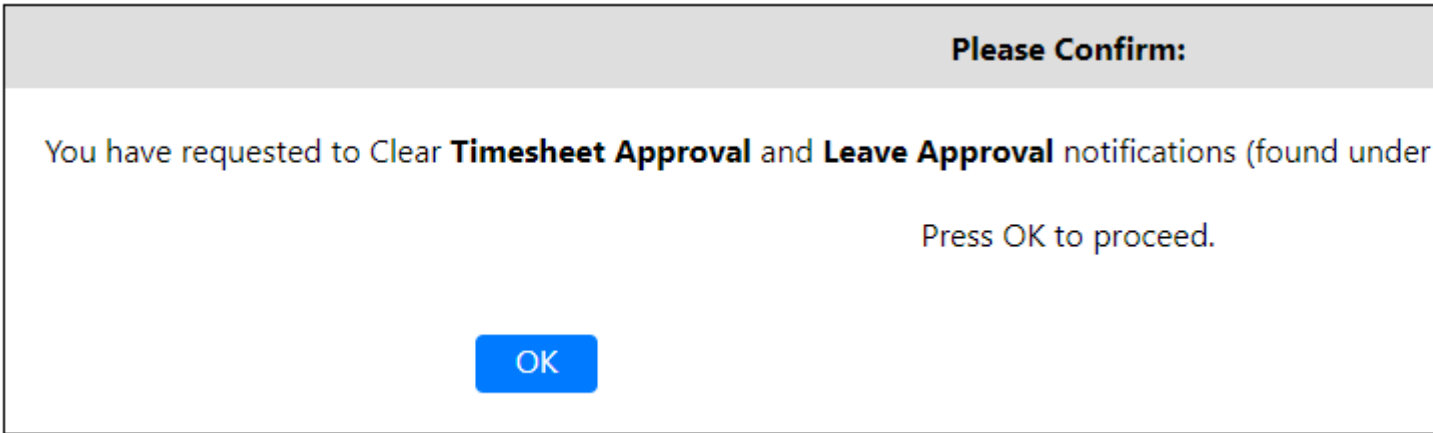 Please Confirm:
You have requested to Clear Timesheet Approval and Leave Approval notifications (found under
Press OK to proceed.
OK